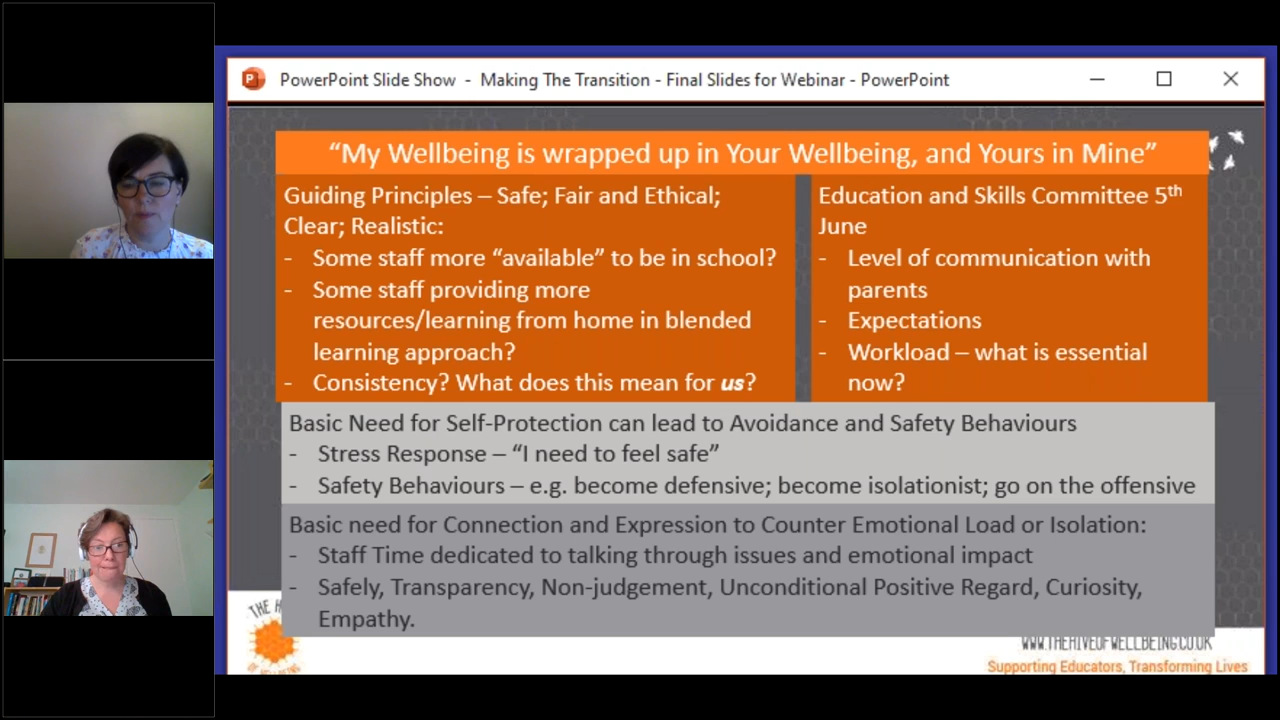 PowerPoint Slide Show - Making The Transition - Final Slides for Webinar - PowerPoint
“My Wellbeing is wrapped up in Your Wellbeing, and Yours in Mine”
Guiding Principles – Safe; Fair and Ethical;
Clear; Realistic:
- Some staff more “available” to be in school?
- Some staff providing more
resources/learning from home in blended
learning approach?
- Consistency? What does this mean for us?
Education and Skills Committee 5th
June
- Level of communication with
parents
- Expectations
- Workload – what is essential
now?
Basic Need for Self-Protection can lead to Avoidance and Safety Behaviours
- Stress Response – “I need to feel safe”
- Safety Behaviours – e.g. become defensive; become isolationist; go on the offensive
Basic need for Connection and Expression to Counter Emotional Load or Isolation:
- Staff Time dedicated to talking through issues and emotional impact
- Safely, Transparency, Non-judgement, Unconditional Positive Regard, Curiosity,
Empathy.
THE
OF WELLBEING
WWW.THEHIVEOFWELLBEING.CO.UK
Supporting Educators, Transforming Lives